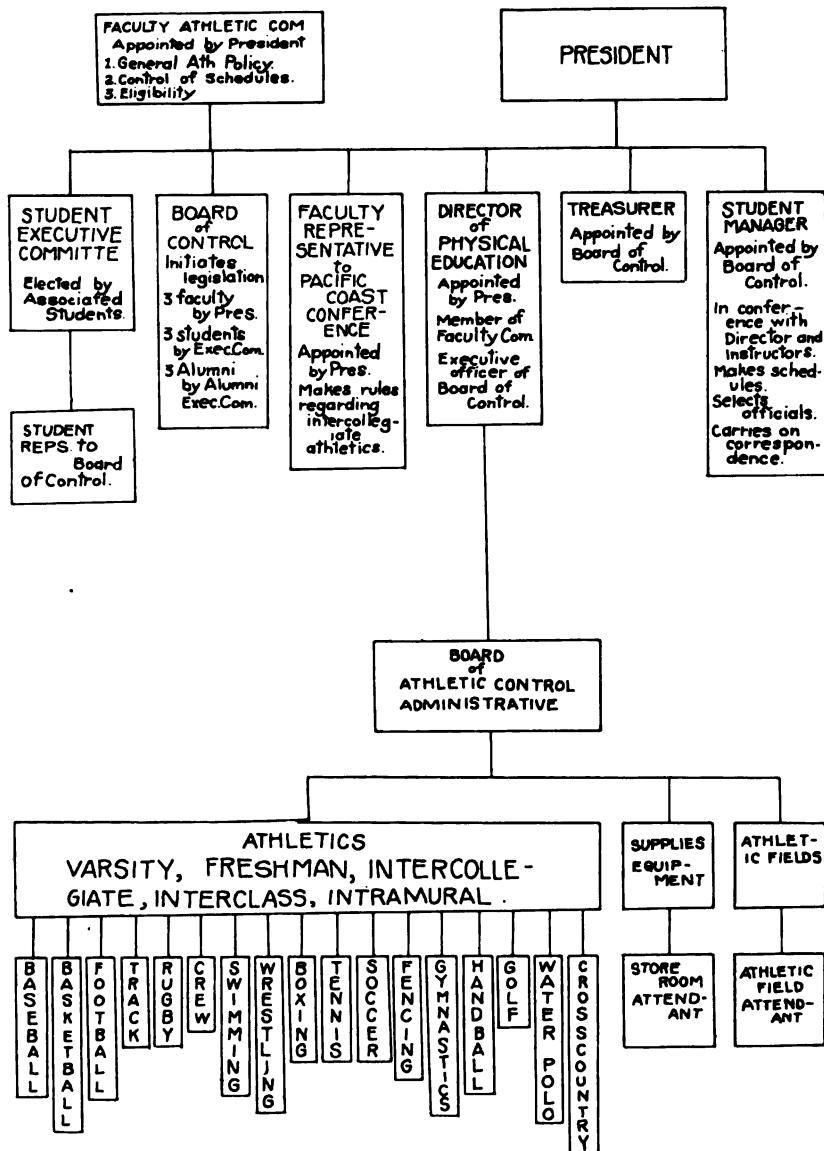 FACULTY ATHLETIC COM
Appointed by President
1. General Ath Policy.
2. Control of Schedules.
3. Eligibility
PRESIDENT
STUDENT
EXECUTIVE
COMMITTE
Elected by
Associated
Students.
BOARD
of
CONTROL
Initiates
legislation
3 faculty
by Pres.
3 students
by Exec.Com.
3 Alumni
by Alumni
Exec.Com.
FACULTY
REPRE-
SENTATIVE
to
PACIFIC
COAST
CONFER-
ENCE
Appointed
by Pres.
Makes rules
regarding
intercolleg-
iate
athletics.
DIRECTOR
of
PHYSICAL
EDUCATION
Appointed
by Pres.
Member of
Faculty Com.
Executive
officer of
Board of
Control.
TREASURER
Appointed by
Board of
Control.
STUDENT
MANAGER
Appointed by
Board of
Control.
In confer-
ence with
Director and
Instructors.
Makes sched-
ules.
Selects
officials.
Carries on
correspon-
dence.
STUDENT
REPS. TO
Board
of Control.
BOARD
of
ATHLETIC CONTROL
ADMINISTRATIVE
ATHLETICS
VARSITY, FRESHMAN, INTERCOLLE-
GIATE, INTERCLASS, INTRAMURAL.
SUPPLIES
EQUIP-
MENT
ATHLET-
IC FIELDS
BASEBALL
BASKETBALL
FOOTBALL
TRACK
RUGBY
CREW
SWIMMING
WRESTLING
BOXING
TENNIS
SOCCER
FENCING
GYMNASTICS
HANDBALL
GOLF
WATER POLO
CROSSCOUNTRY
STORE
ROOM
ATTEND-
ANT
ATHLETIC
FIELD
ATTEND-
ANT